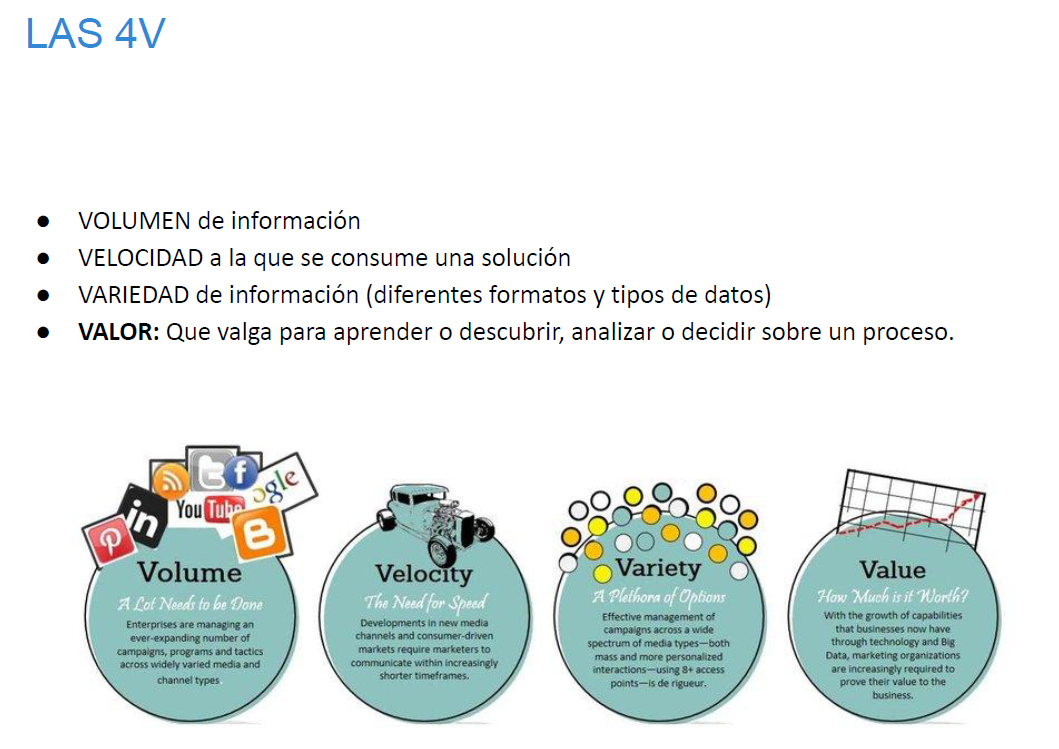 LAS 4V
● VOLUMEN de información
● VELOCIDAD a la que se consume una solución
● VARIEDAD de información (diferentes formatos y tipos de datos)
● VALOR: Que valga para aprender o descubrir, analizar o decidir sobre un proceso.
ogle
You Tube
in
Volume
A Lot Needs to be Done
Enterprises are managing an
ever-expanding number of
campaigns, programs and tactics
across widely varied media and
channel types.
Velocity
The Need for Speed
Developments in new media
channels and consumer-driven
markets require marketers to
communicate within increasingly
shorter timeframes.
Variety
A Plethora of Options
Effective management of
campaigns across a wide
spectrum of media types—both
mass and more personalized
interactions—using 8+ access
points—is de rigueur.
Value
How Much is it Worth?
With the growth of capabilities
that businesses now have
through technology and Big
Data, marketing organizations
are increasingly required to
prove their value to the
business.